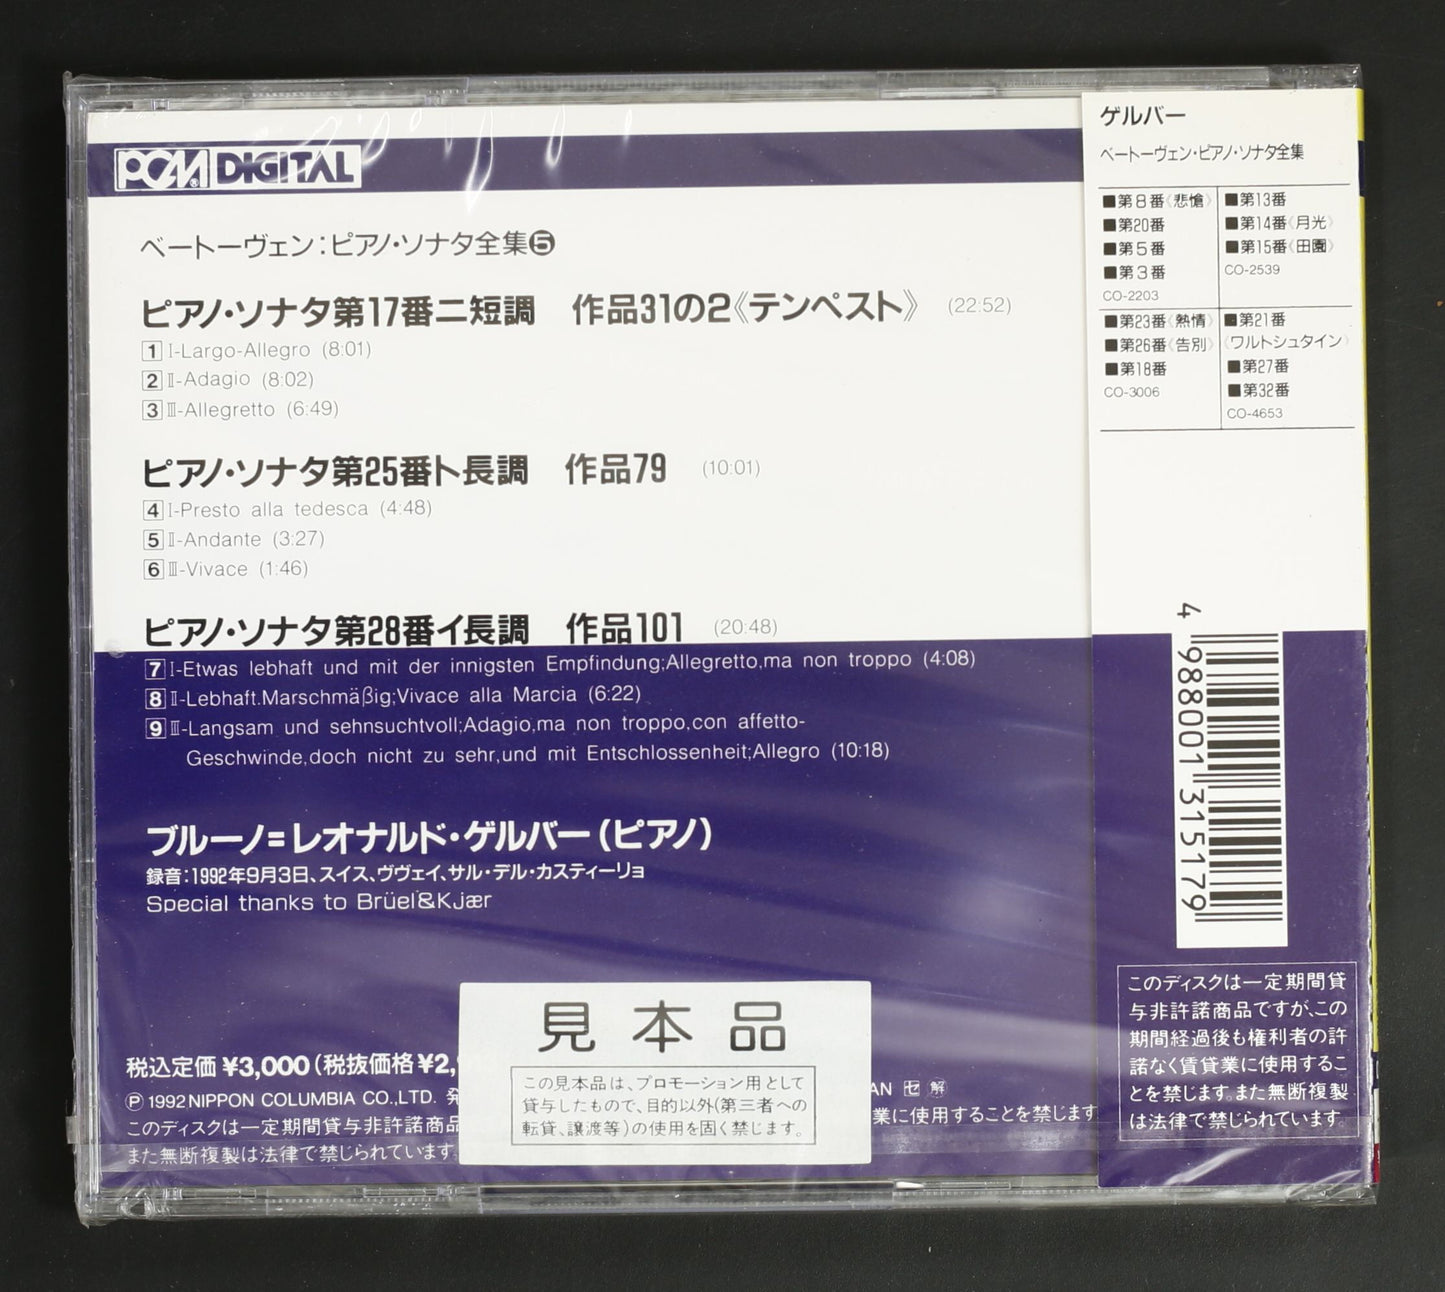 PCM® DIGITAL
ベートーヴェン:ピアノ・ソナタ全集❺
ピアノ・ソナタ第17番ニ短調 作品31の2《テンペスト》 (22:52)
1 I-Largo-Allegro (8:01)
2 II-Adagio (8:02)
3 III-Allegretto (6:49)
ピアノ・ソナタ第25番ト長調 作品79 (10:01)
4 I-Presto alla tedesca (4:48)
5 II-Andante (3:27)
6 III-Vivace (1:46)
ピアノ・ソナタ第28番イ長調 作品101 (20:48)
7 I-Etwas lebhaft und mit der innigsten Empfindung;Allegretto,ma non troppo (4:08)
8 II-Lebhaft.Marschmäßig;Vivace alla Marcia (6:22)
9 III-Langsam und sehnsuchtvoll;Adagio,ma non troppo,con affetto-
Geschwinde,doch nicht zu sehr,und mit Entschlossenheit;Allegro (10:18)
ブルーノ=レオナルド・ゲルバー(ピアノ)
録音:1992年9月3日、スイス、ヴヴェイ、サル・デル・カスティーリョ
Special thanks to Brüel&Kjær
税込定価 ¥3,000(税抜価格¥2,
Ⓟ1992 NIPPON COLUMBIA CO.,LTD. 発 AN
このディスクは一定期間貸与非許諾商品 業に使用することを禁じます
また無断複製は法律で禁じられています。
見本品
この見本品は、プロモーション用として
貸与したもので、目的以外(第三者への
転貸、譲渡等)の使用を固く禁じます。
ゲルバー
ベートーヴェン・ピアノ・ソナタ全集
■第8番《悲愴》
■第20番
■第5番
■第3番
CO-2203
■第13番
■第14番《月光》
■第15番《田園》
CO-2539
■第23番《熱情》
■第26番《告別》
■第18番
CO-3006
■第21番
《ワルトシュタイン》
■第27番
■第32番
CO-4653
4 988001 315179
このディスクは一定期間貸
与非許諾商品ですが、この
期間経過後も権利者の許
諾なく賃貸業に使用するこ
とを禁じます。また無断複製
は法律で禁じられています。